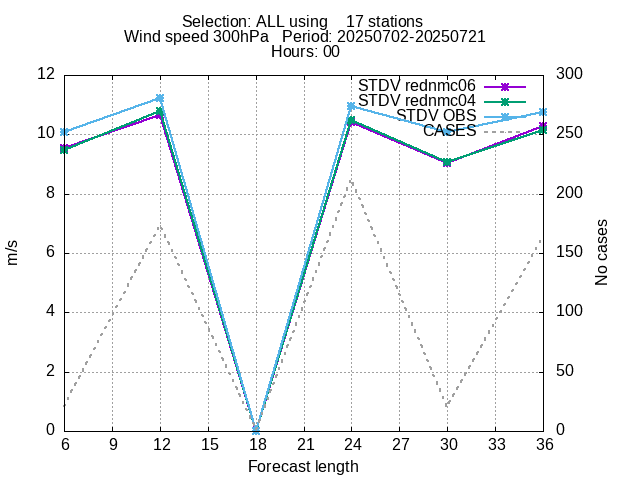 Selection: ALL using 17 stations
Wind speed 300hPa Period: 20250702-20250721
Hours: 00
STDV rednmc06
STDV rednmc04
STDV OBS
CASES
12
10
8
6
4
2
0
m/s
300
250
200
150
100
50
0
No cases
6 9 12 15 18 21 24 27 30 33 36
Forecast length